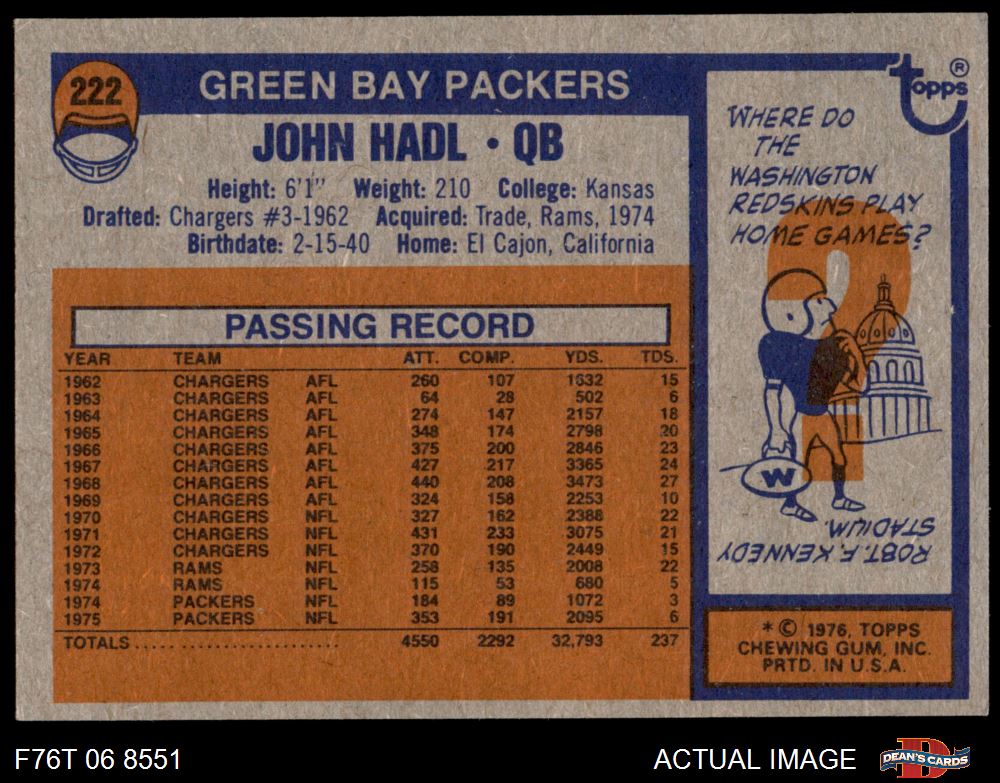 222
GREEN BAY PACKERS
JOHN HADL • QB
Height: 6'1" Weight: 210 College: Kansas
Drafted: Chargers #3-1962 Acquired: Trade, Rams, 1974
Birthdate: 2-15-40 Home: El Cajon, California
PASSING RECORD
YEAR TEAM ATT. COMP. YDS. TDS.
1962 CHARGERS AFL 260 107 1632 15
1963 CHARGERS AFL 64 28 502 6
1964 CHARGERS AFL 274 147 2157 18
1965 CHARGERS AFL 348 174 2798 20
1966 CHARGERS AFL 375 200 2846 23
1967 CHARGERS AFL 427 217 3365 24
1968 CHARGERS AFL 440 208 3473 27
1969 CHARGERS AFL 324 158 2253 10
1970 CHARGERS NFL 327 162 2388 22
1971 CHARGERS NFL 431 233 3075 21
1972 CHARGERS NFL 370 190 2449 15
1973 RAMS NFL 258 135 2008 22
1974 RAMS NFL 115 53 680 5
1974 PACKERS NFL 184 89 1072 3
1975 PACKERS NFL 353 191 2095 6
TOTALS ..................... 4550 2292 32,793 237
topps ®
WHERE DO
THE
WASHINGTON
REDSKINS PLAY
HOME GAMES?
?
W
ROBT. F. KENNEDY
STADIUM.
* © 1976, TOPPS
CHEWING GUM, INC.
PRTD. IN U.S.A.
F76T 06 8551
ACTUAL IMAGE
D
DEAN'S CARDS